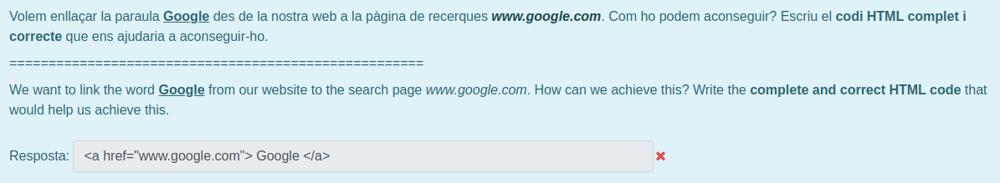 Volem enllaçar la paraula Google des de la nostra web a la pàgina de recerques www.google.com. Com ho podem aconseguir? Escriu el codi HTML complet i
correcte que ens ajudaria a aconseguir-ho.
=====================================================
We want to link the word Google from our website to the search page www.google.com. How can we achieve this? Write the complete and correct HTML code that
would help us achieve this.
Resposta: <a href="www.google.com"> Google </a>